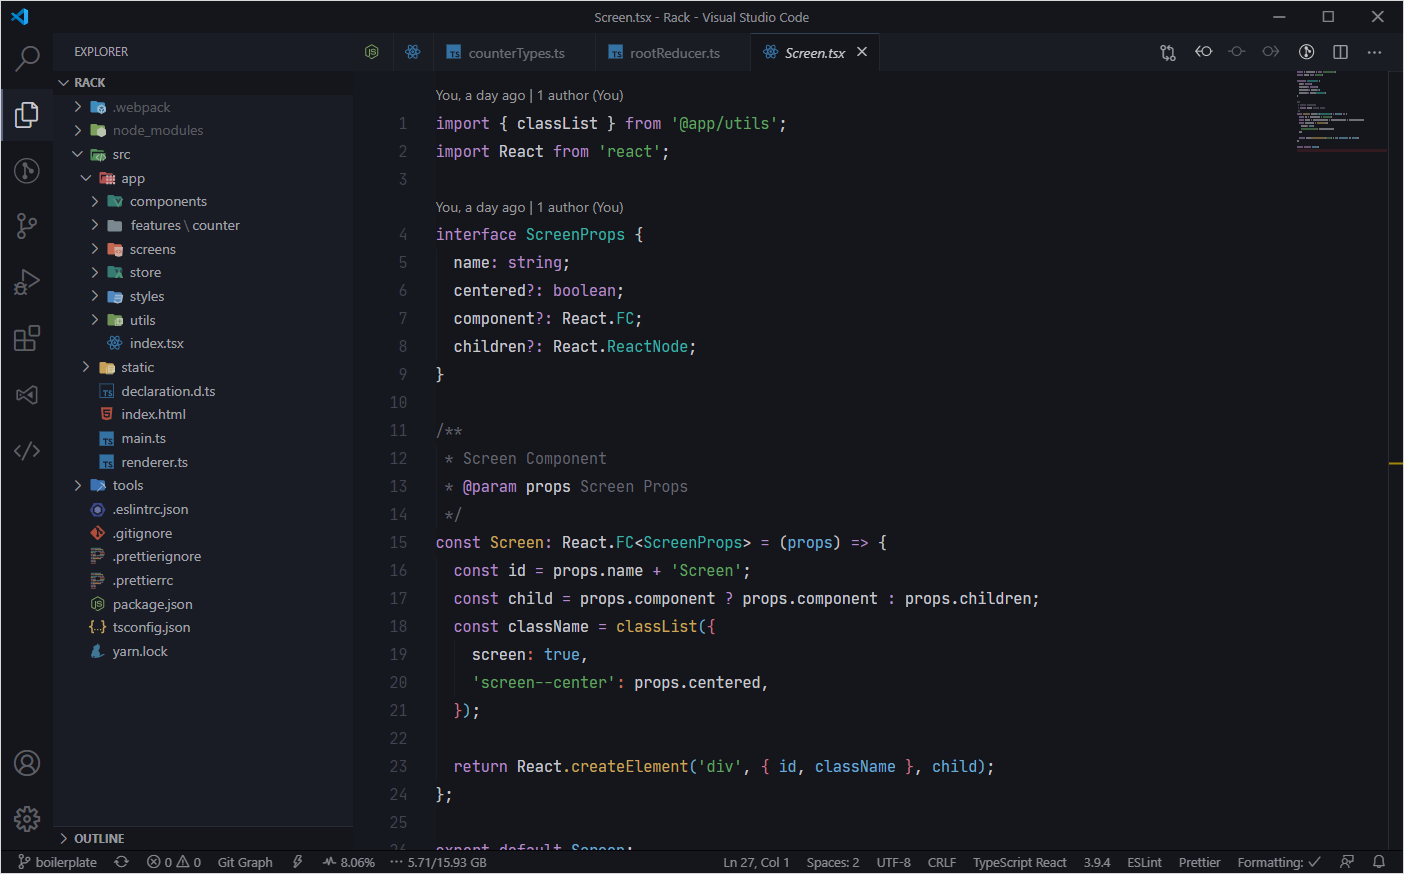 Screen.tsx - Rack - Visual Studio Code
EXPLORER
counterTypes.ts
rootReducer.ts
Screen.tsx
RACK
.webpack
node_modules
src
app
components
features \ counter
screens
store
styles
utils
index.tsx
static
declaration.d.ts
index.html
main.ts
renderer.ts
tools
.eslintrc.json
.gitignore
.prettierignore
.prettierrc
package.json
tsconfig.json
yarn.lock
OUTLINE
You, a day ago | 1 author (You)
1 import { classList } from '@app/utils';
2 import React from 'react';
3
You, a day ago | 1 author (You)
4 interface ScreenProps {
5 name: string;
6 centered?: boolean;
7 component?: React.FC;
8 children?: React.ReactNode;
9 }
10
11 /**
12 * Screen Component
13 * @param props Screen Props
14 */
15 const Screen: React.FC<ScreenProps> = (props) => {
16 const id = props.name + 'Screen';
17 const child = props.component ? props.component : props.children;
18 const className = classList({
19 screen: true,
20 'screen--center': props.centered,
21 });
22
23 return React.createElement('div', { id, className }, child);
24 };
25
26 export default Screen;
boilerplate 0 0 Git Graph 8.06% 5.71/15.93 GB Ln 27, Col 1 Spaces: 2 UTF-8 CRLF TypeScript React 3.9.4 ESLint Prettier Formatting: ✓